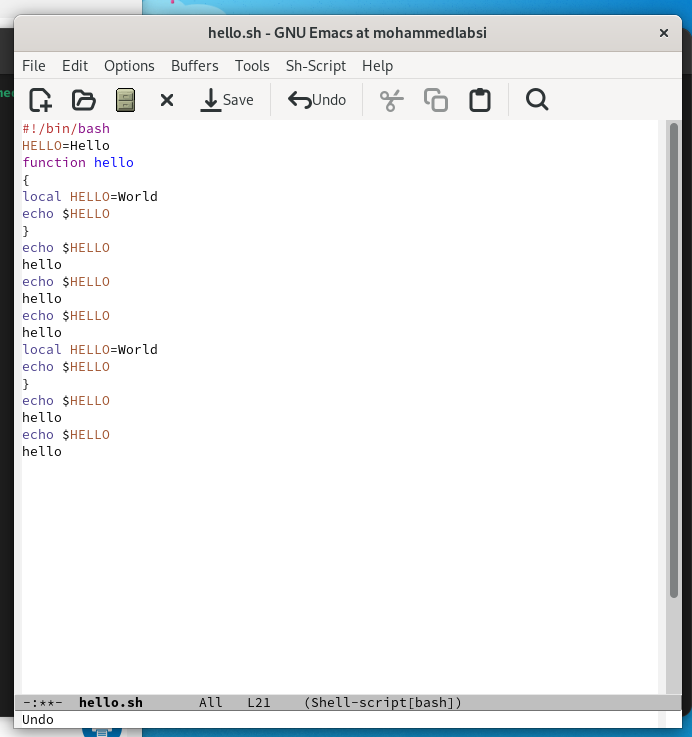 hello.sh - GNU Emacs at mohammedlabsi
File Edit Options Buffers Tools Sh-Script Help
Save Undo
#!/bin/bash
HELLO=Hello
function hello
{
local HELLO=World
echo $HELLO
}
echo $HELLO
hello
echo $HELLO
hello
echo $HELLO
hello
local HELLO=World
echo $HELLO
}
echo $HELLO
hello
echo $HELLO
hello
-:**- hello.sh All L21 (Shell-script[bash])
Undo